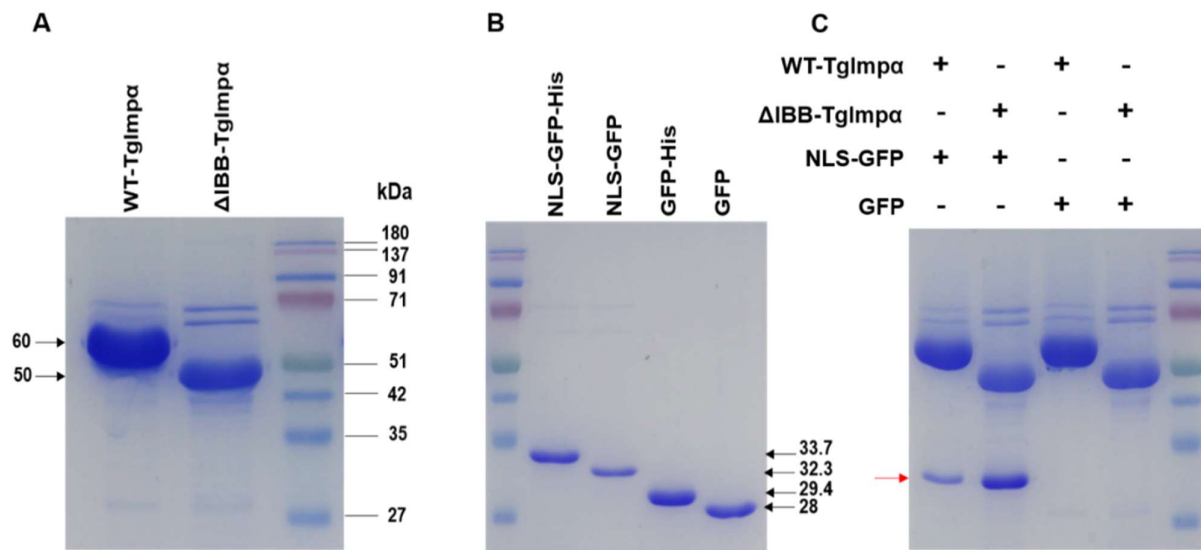 A
WT-TgImpα
ΔIBB-TgImpα
kDa
180
137
91
71
51
42
35
27
60
50
B
NLS-GFP-His
NLS-GFP
GFP-His
GFP
33.7
32.3
29.4
28
C
WT-TgImpα + - + -
ΔIBB-TgImpα - + - +
NLS-GFP + + - -
GFP - - + +